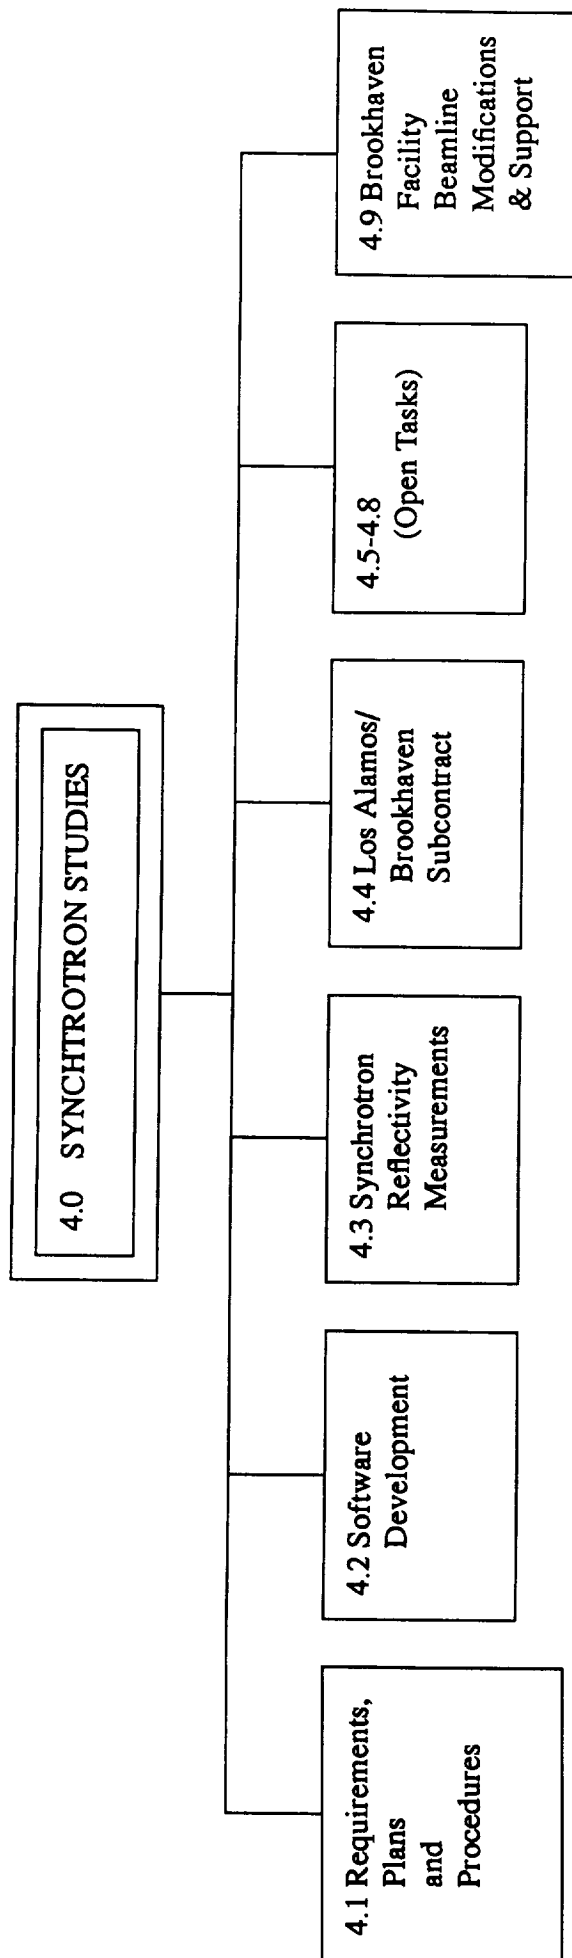 4.0 SYNCHTROTRON STUDIES
4.1 Requirements,
Plans
and
Procedures
4.2 Software
Development
4.3 Synchrotron
Reflectivity
Measurements
4.4 Los Alamos/
Brookhaven
Subcontract
4.5-4.8
(Open Tasks)
4.9 Brookhaven
Facility
Beamline
Modifications
& Support